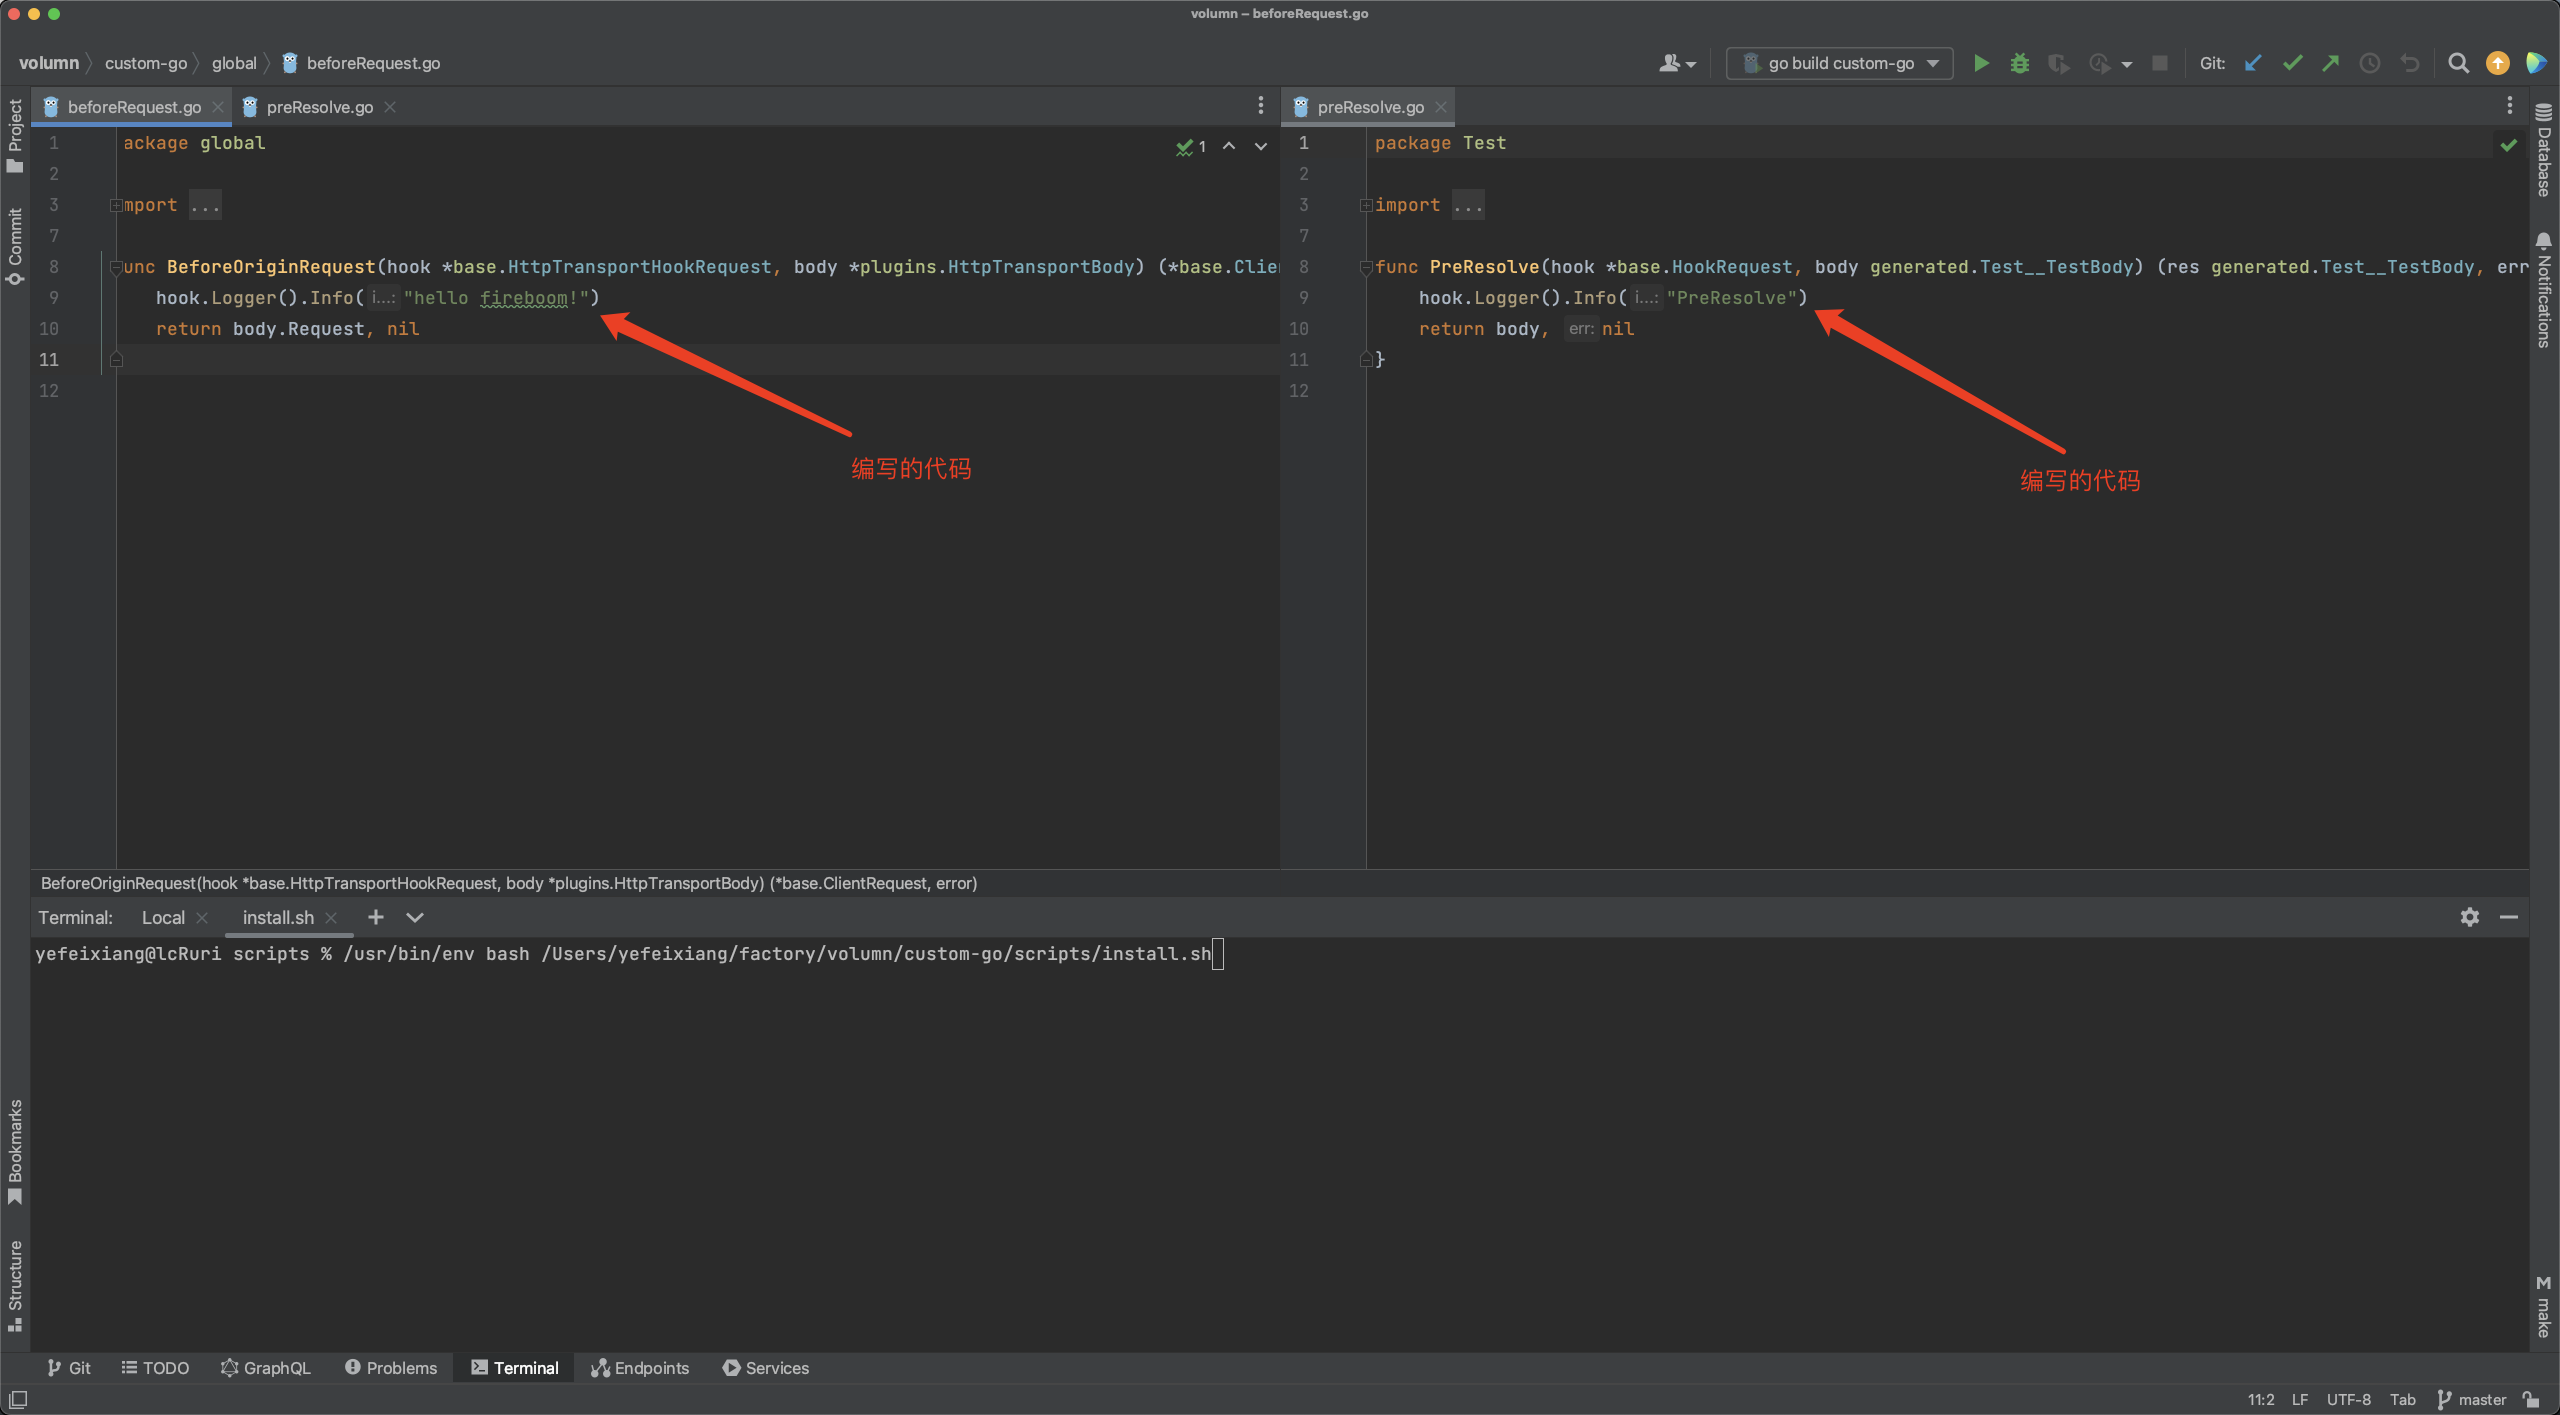 volumn – beforeRequest.go
volumn custom-go global beforeRequest.go
go build custom-go Git:
beforeRequest.go preResolve.go
1 ackage global
2
3 mport ...
7
8 unc BeforeOriginRequest(hook *base.HttpTransportHookRequest, body *plugins.HttpTransportBody) (*base.Clie
9 hook.Logger().Info( i...: "hello fireboom!")
10 return body.Request, nil
11
12
1
编写的代码
preResolve.go
1 package Test
2
3 import ...
7
8 func PreResolve(hook *base.HookRequest, body generated.Test__TestBody) (res generated.Test__TestBody, err
9 hook.Logger().Info( i...: "PreResolve")
10 return body, err: nil
11 }
12
编写的代码
BeforeOriginRequest(hook *base.HttpTransportHookRequest, body *plugins.HttpTransportBody) (*base.ClientRequest, error)
Terminal: Local install.sh
yefeixiang@lcRuri scripts % /usr/bin/env bash /Users/yefeixiang/factory/volumn/custom-go/scripts/install.sh
Project
Commit
Bookmarks
Structure
Database
Notifications
M make
Git TODO GraphQL Problems Terminal Endpoints Services
11:2 LF UTF-8 Tab master